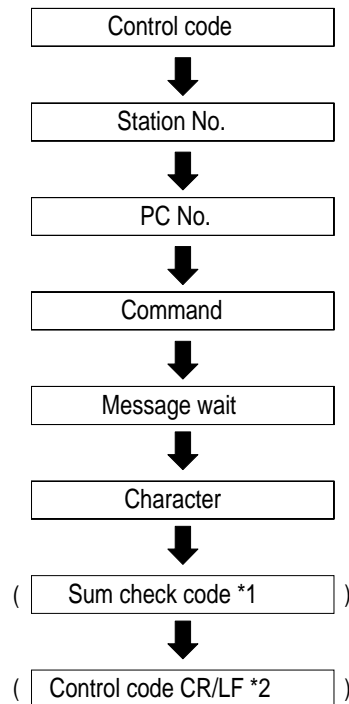 Control code
Station No.
PC No.
Command
Message wait
Character
( Sum check code *1 )
( Control code CR/LF *2 )